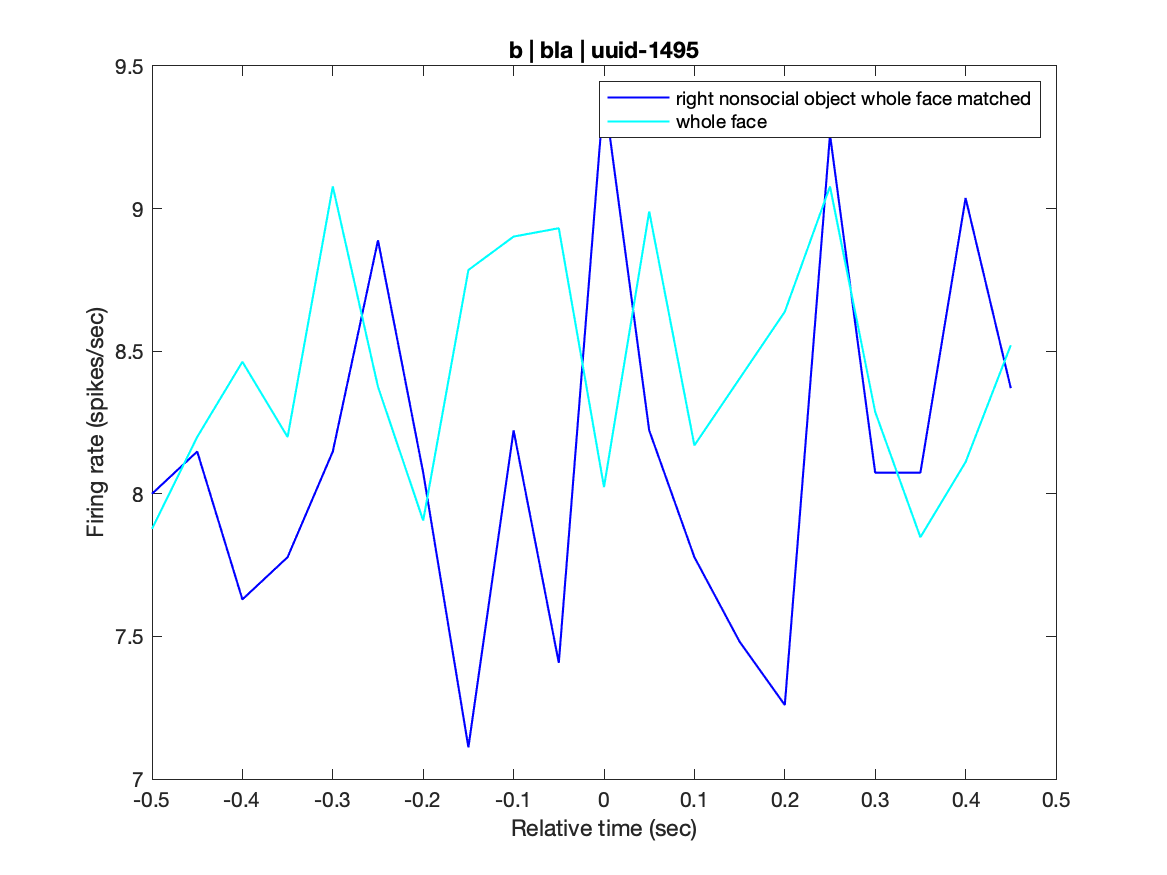 b | bla | uuid-1495
right nonsocial object whole face matched
whole face
9.5
9
8.5
8
7.5
7
Firing rate (spikes/sec)
-0.5 -0.4 -0.3 -0.2 -0.1 0 0.1 0.2 0.3 0.4 0.5
Relative time (sec)